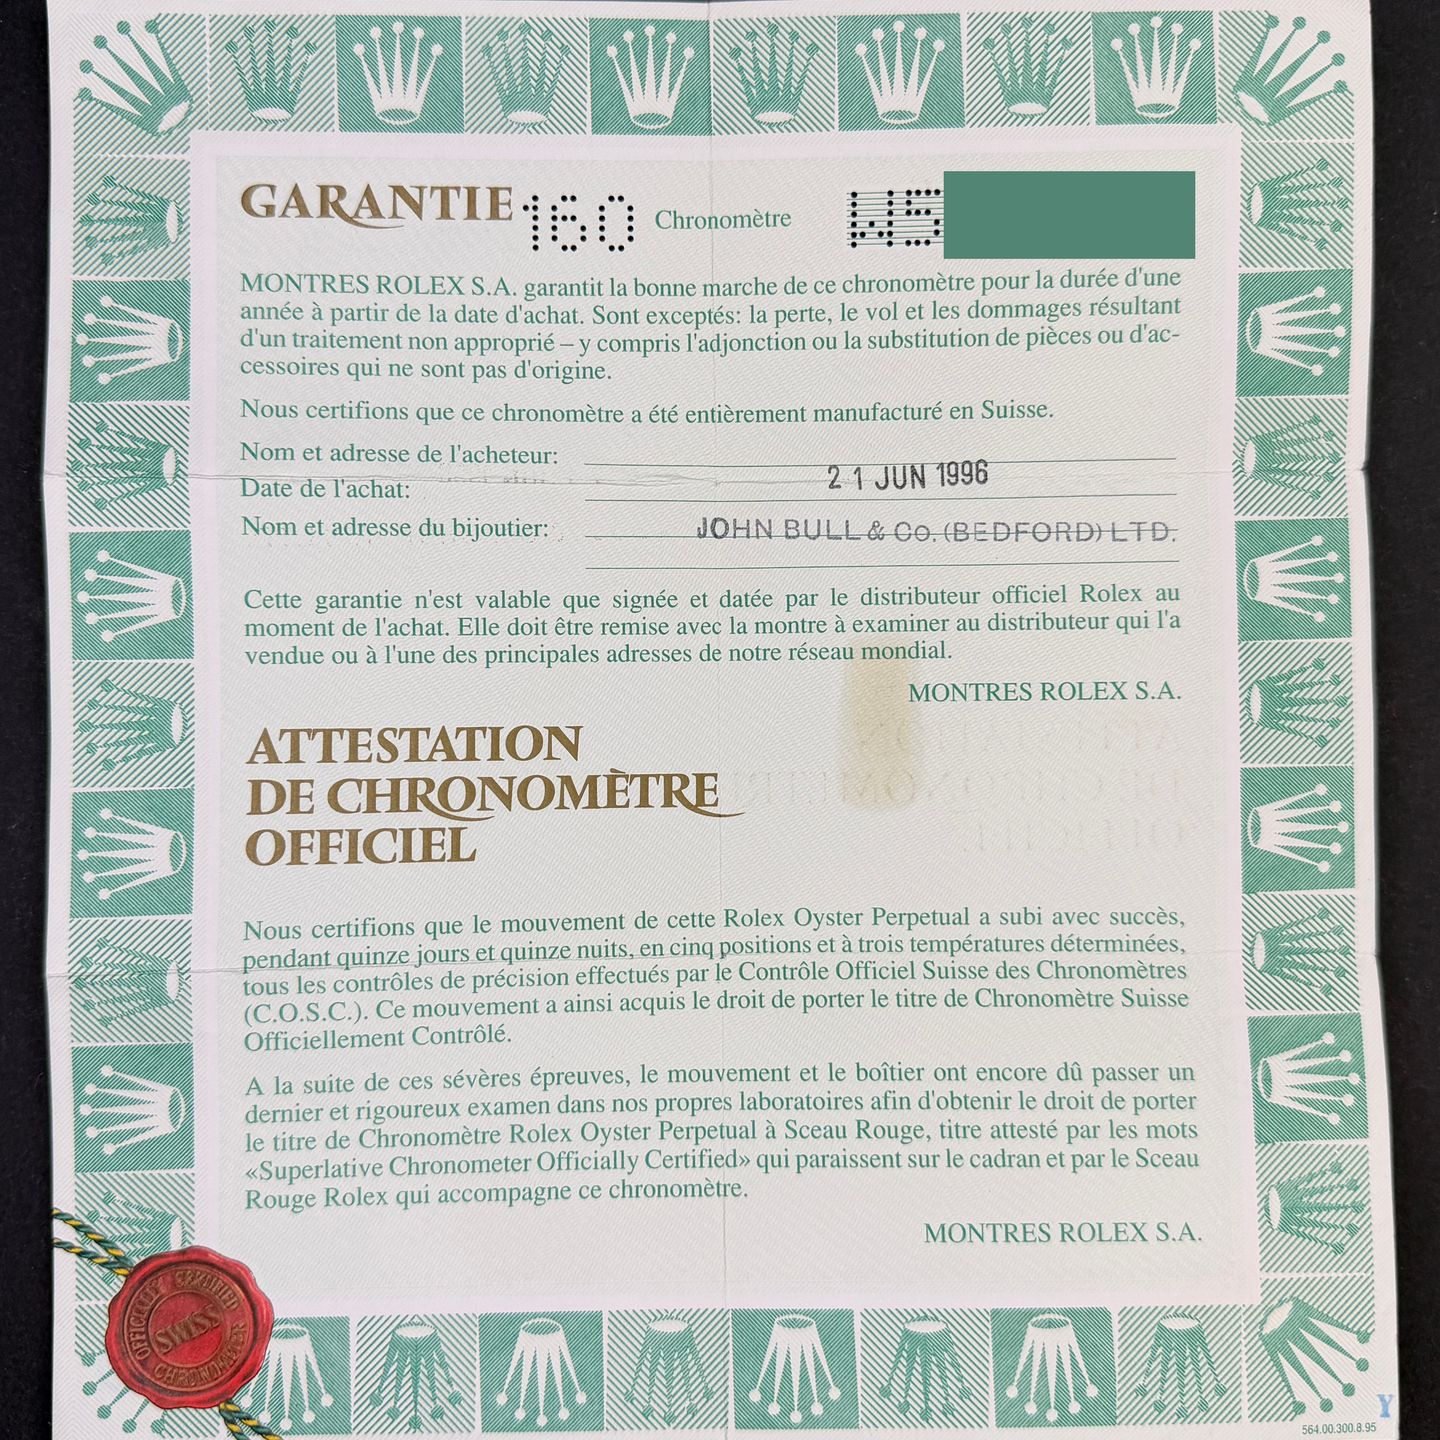 GARANTIE 160 Chronomètre W5
MONTRES ROLEX S.A. garantit la bonne marche de ce chronomètre pour la durée d'une
année à partir de la date d'achat. Sont exceptés: la perte, le vol et les dommages résultant
d'un traitement non approprié – y compris l'adjonction ou la substitution de pièces ou d'ac-
cessoires qui ne sont pas d'origine.
Nous certifions que ce chronomètre a été entièrement manufacturé en Suisse.
Nom et adresse de l'acheteur:
Date de l'achat: 21 JUN 1996
Nom et adresse du bijoutier: JOHN BULL & Co. (BEDFORD) LTD.
Cette garantie n'est valable que signée et datée par le distributeur officiel Rolex au
moment de l'achat. Elle doit être remise avec la montre à examiner au distributeur qui l'a
vendue ou à l'une des principales adresses de notre réseau mondial.
MONTRES ROLEX S.A.
ATTESTATION
DE CHRONOMÈTRE
OFFICIEL
Nous certifions que le mouvement de cette Rolex Oyster Perpetual a subi avec succès,
pendant quinze jours et quinze nuits, en cinq positions et à trois températures déterminées,
tous les contrôles de précision effectués par le Contrôle Officiel Suisse des Chronomètres
(C.O.S.C.). Ce mouvement a ainsi acquis le droit de porter le titre de Chronomètre Suisse
Officiellement Contrôlé.
A la suite de ces sévères épreuves, le mouvement et le boîtier ont encore dû passer un
dernier et rigoureux examen dans nos propres laboratoires afin d'obtenir le droit de porter
le titre de Chronomètre Rolex Oyster Perpetual à Sceau Rouge, titre attesté par les mots
«Superlative Chronometer Officially Certified» qui paraissent sur le cadran et par le Sceau
Rouge Rolex qui accompagne ce chronomètre.
MONTRES ROLEX S.A.
OFFICIALLY CERTIFIED
SWISS
CHRONOMETER
Y
564.00.300.8.95